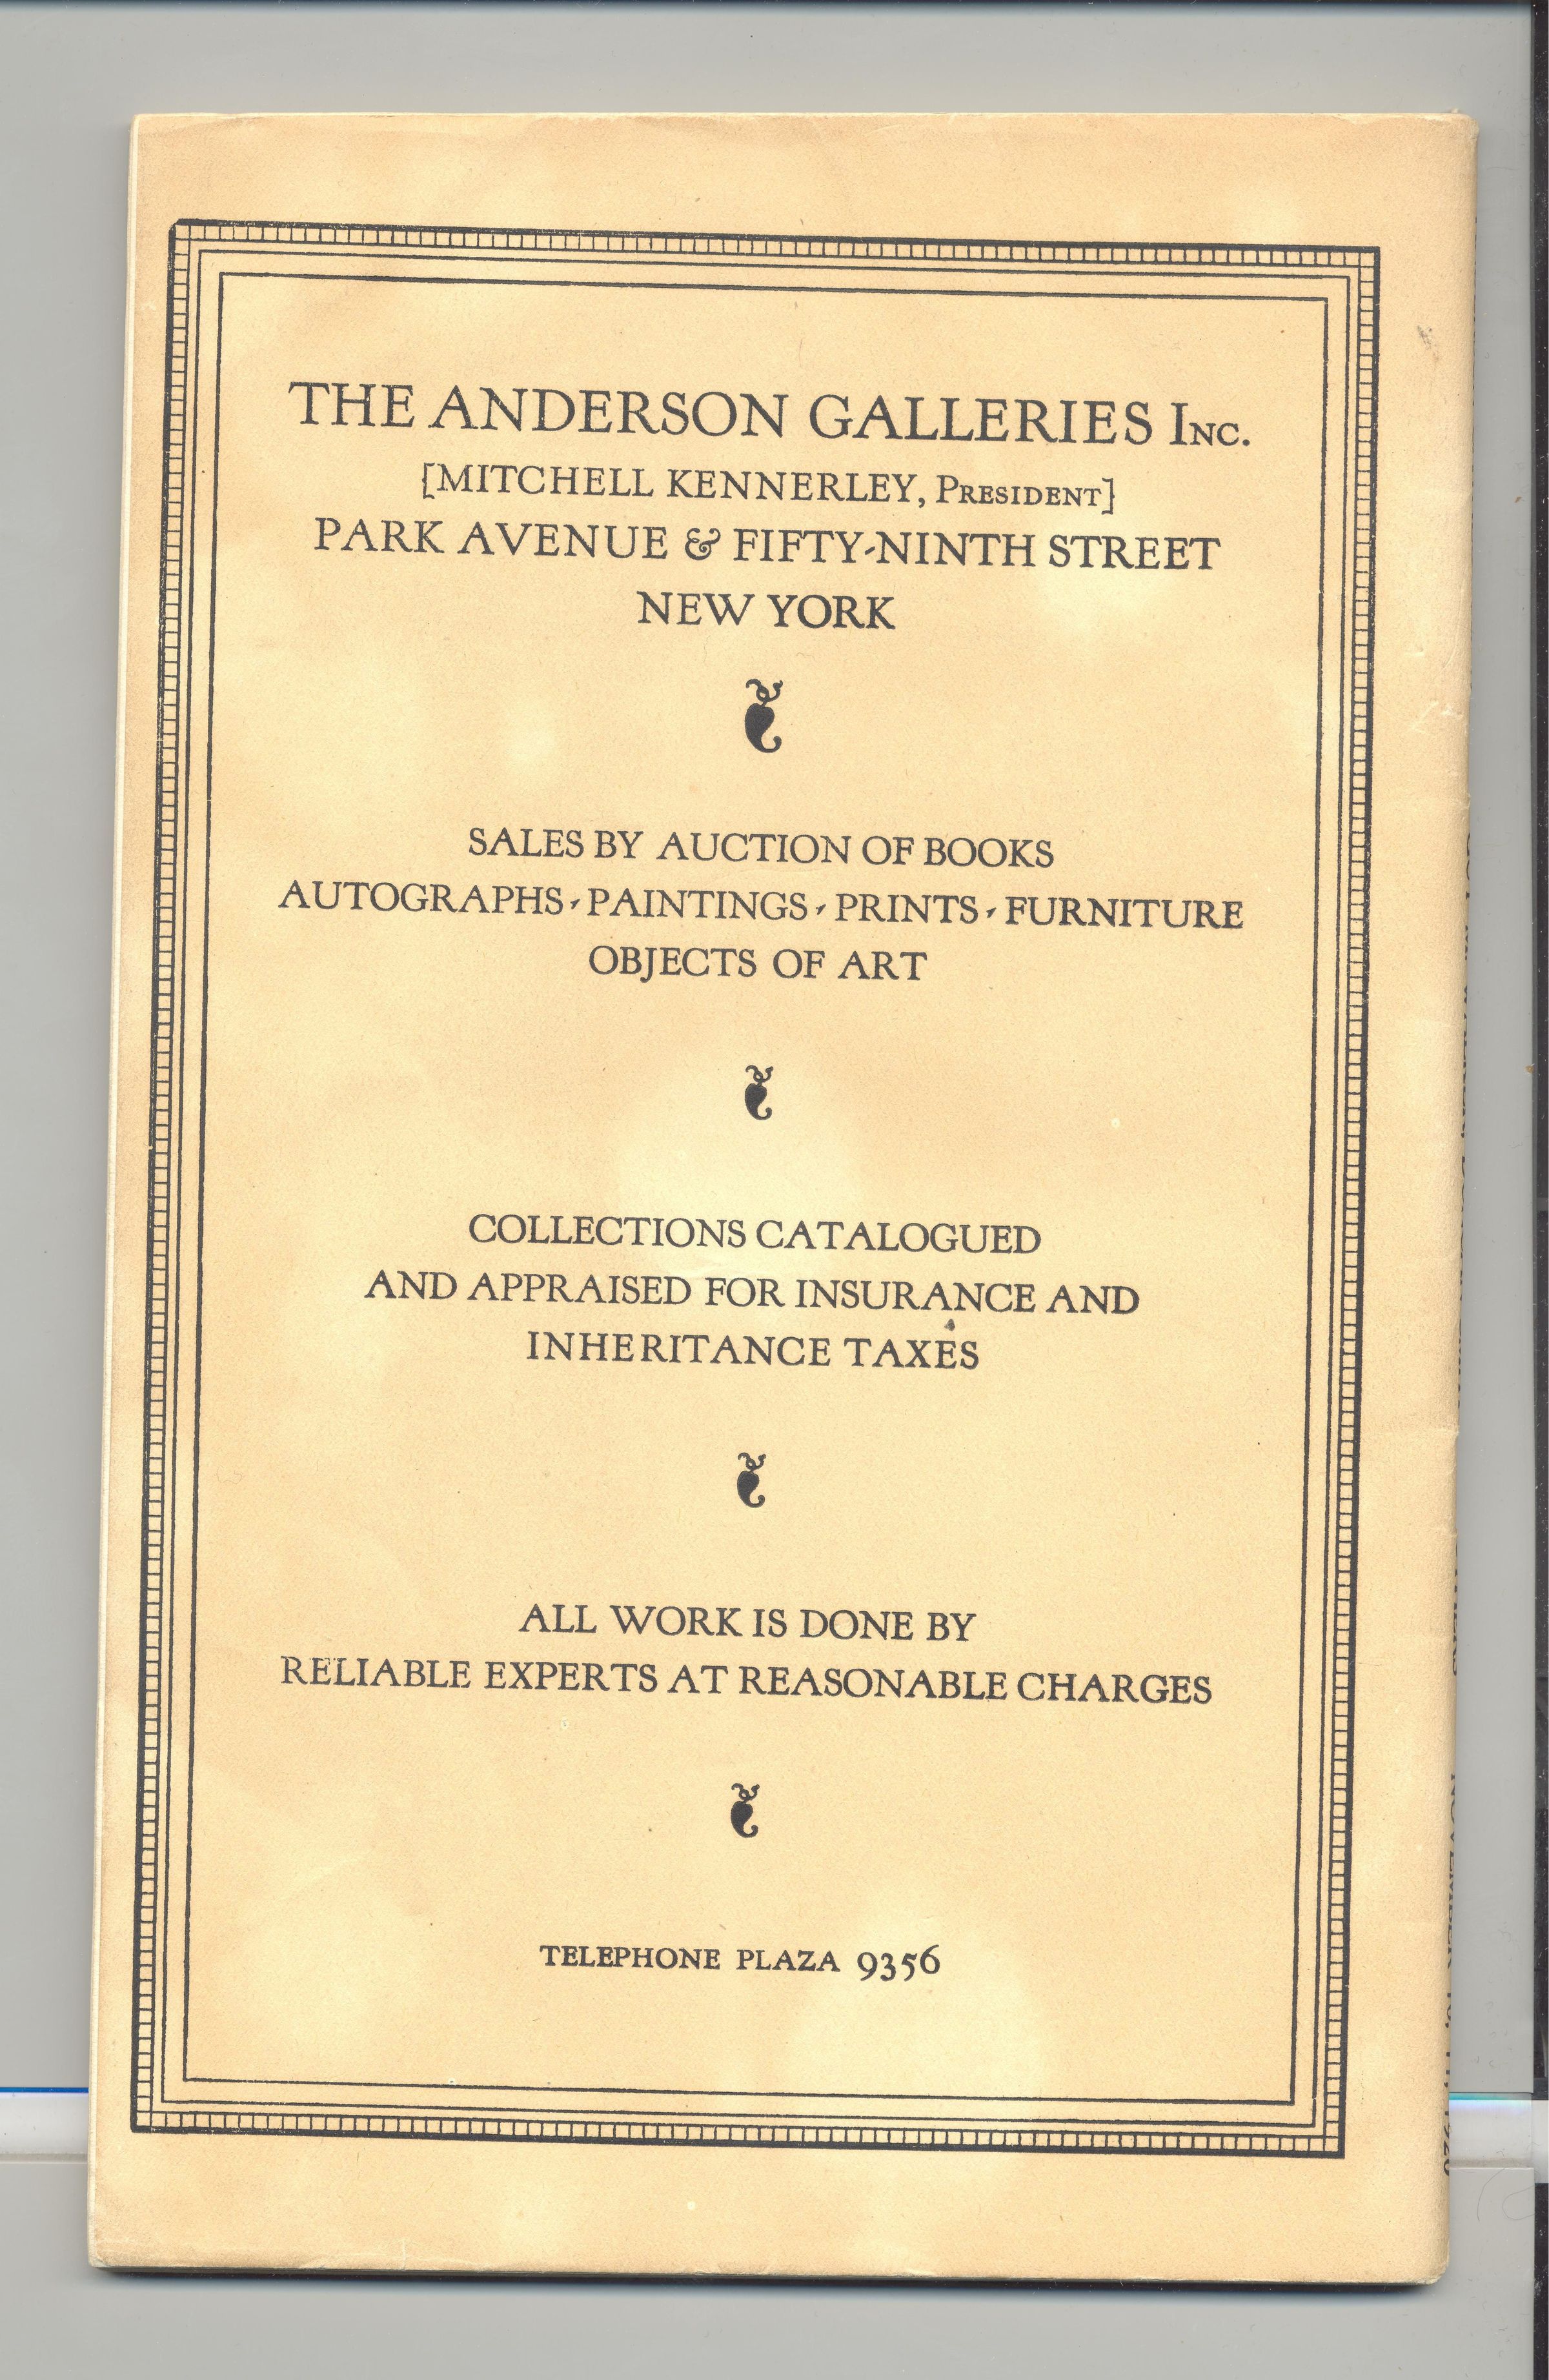 THE ANDERSON GALLERIES INC.
[MITCHELL KENNERLEY, PRESIDENT]
PARK AVENUE & FIFTY-NINTH STREET
NEW YORK
SALES BY AUCTION OF BOOKS
AUTOGRAPHS, PAINTINGS, PRINTS, FURNITURE
OBJECTS OF ART
COLLECTIONS CATALOGUED
AND APPRAISED FOR INSURANCE AND
INHERITANCE TAXES
ALL WORK IS DONE BY
RELIABLE EXPERTS AT REASONABLE CHARGES
TELEPHONE PLAZA 9356